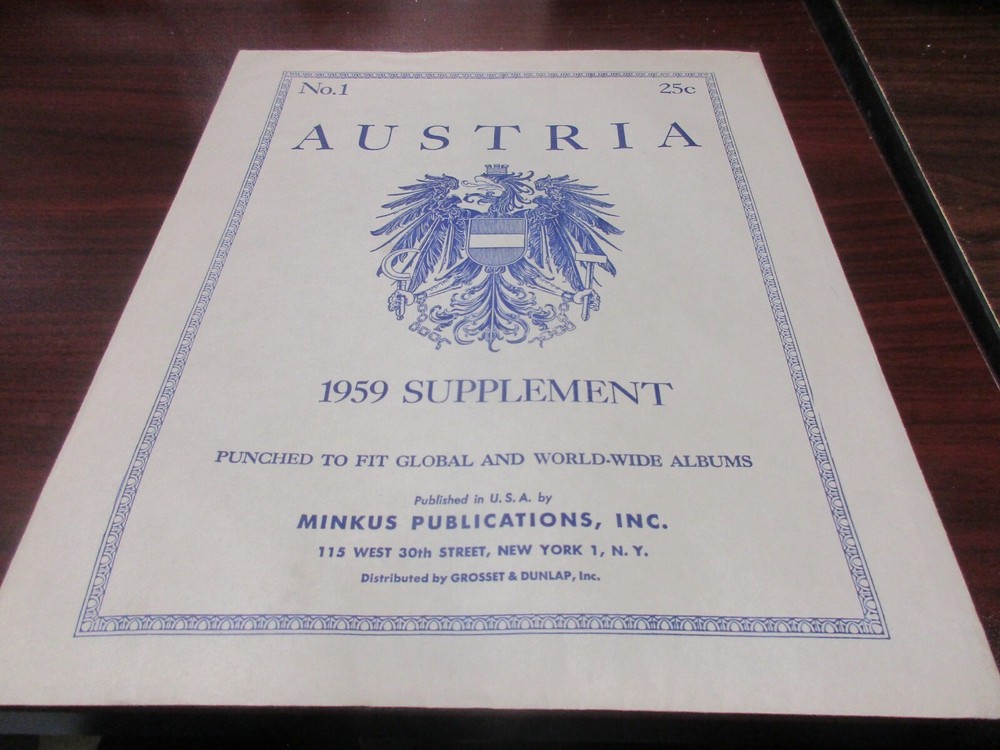 No.1 25c
AUSTRIA
1959 SUPPLEMENT
PUNCHED TO FIT GLOBAL AND WORLD-WIDE ALBUMS
Published in U.S.A. by
MINKUS PUBLICATIONS, INC.
115 WEST 30th STREET, NEW YORK 1, N.Y.
Distributed by GROSSET & DUNLAP, Inc.